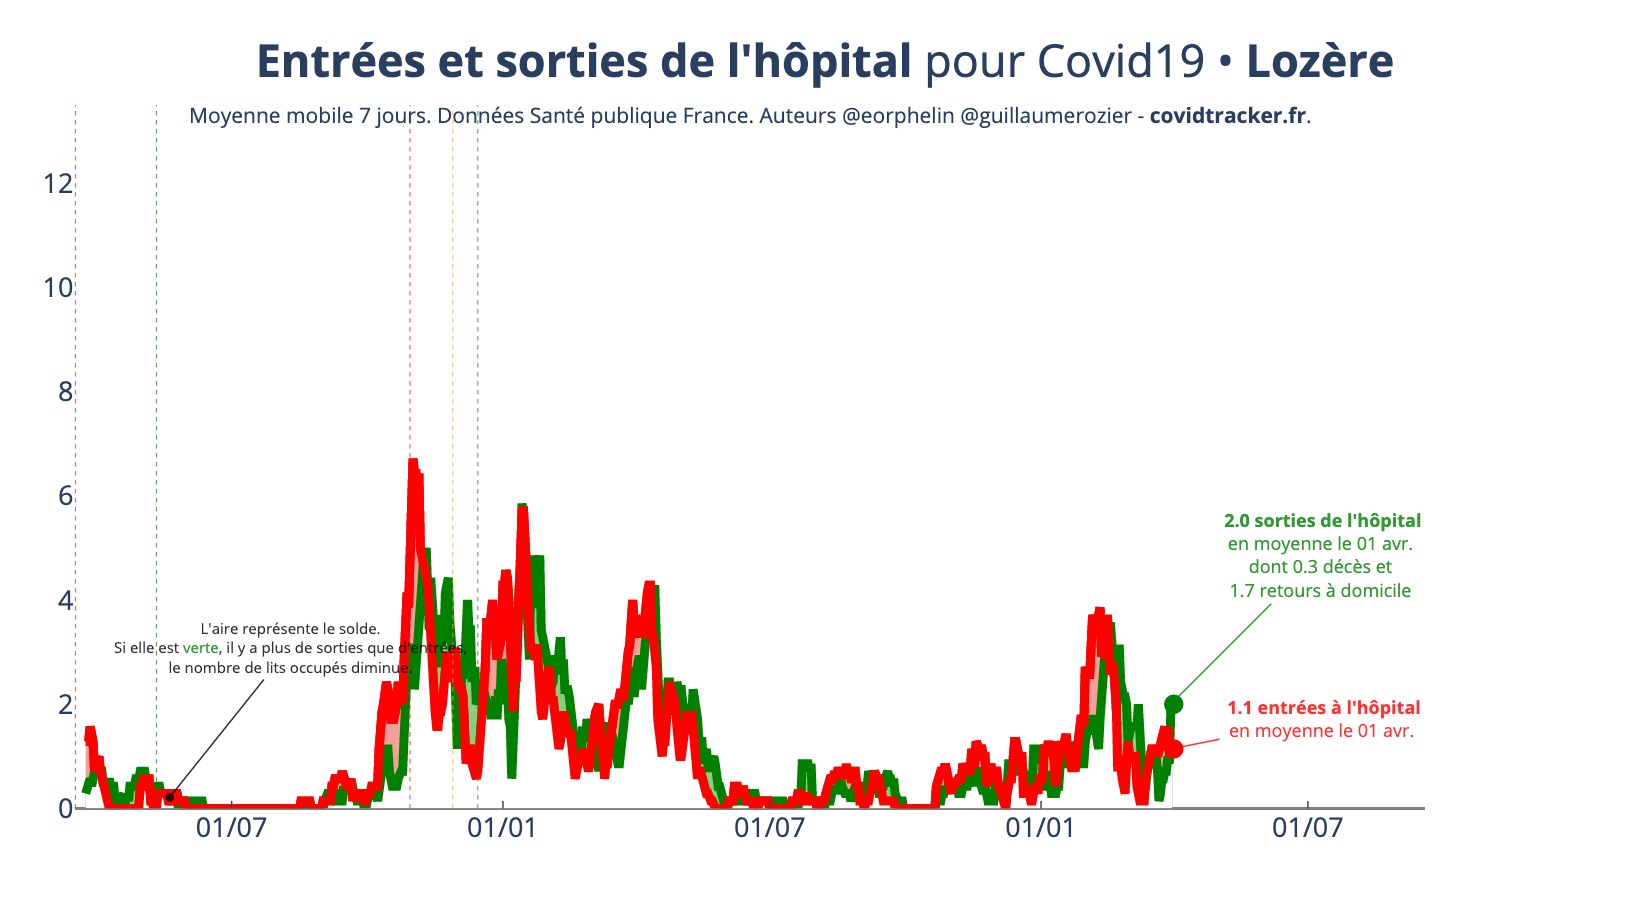 Entrées et sorties de l'hôpital pour Covid19 • Lozère
Moyenne mobile 7 jours. Données Santé publique France. Auteurs @eorphelin @guillaumerozier - covidtracker.fr.
12
10
8
6
4
2
0
L'aire représente le solde.
Si elle est verte, il y a plus de sorties que d'entrées,
le nombre de lits occupés diminue.
2.0 sorties de l'hôpital
en moyenne le 01 avr.
dont 0.3 décès et
1.7 retours à domicile
1.1 entrées à l'hôpital
en moyenne le 01 avr.
01/07
01/01
01/07
01/01
01/07